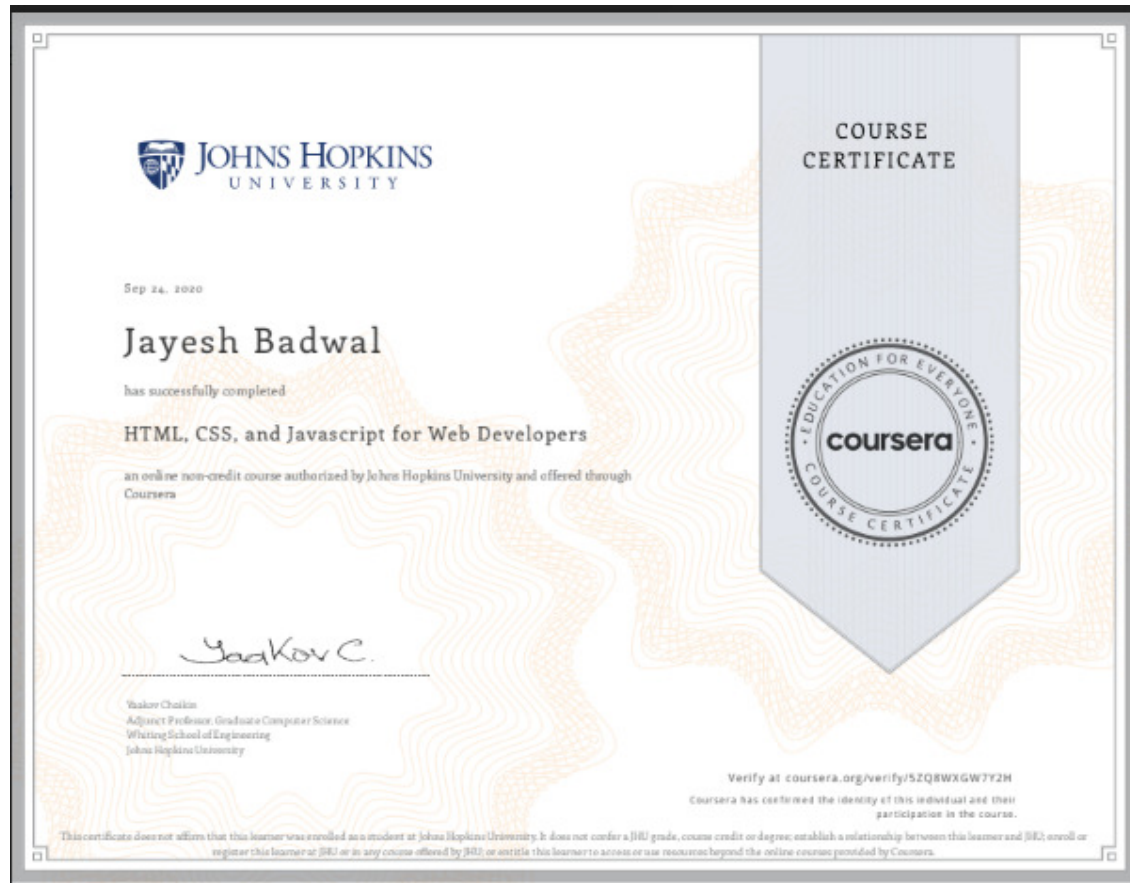 JOHNS HOPKINS
UNIVERSITY
COURSE
CERTIFICATE
Sep 24, 2020
Jayesh Badwal
has successfully completed
HTML, CSS, and Javascript for Web Developers
an online non-credit course authorized by Johns Hopkins University and offered through
Coursera
EDUCATION FOR EVERYONE
coursera
COURSE CERTIFICATE
Yaakov C.
Yaakov Chaikin
Adjunct Professor, Graduate Computer Science
Whiting School of Engineering
Johns Hopkins University
Verify at coursera.org/verify/5ZQ8WXGW7Y2H
Coursera has confirmed the identity of this individual and their
participation in the course.
This certificate does not affirm that this learner was enrolled as a student at Johns Hopkins University. It does not confer a JHU grade, course credit or degree; establish a relationship between this learner and JHU; enroll or
register this learner at JHU or in any course offered by JHU; or entitle this learner to access or use resources beyond the online courses provided by Coursera.